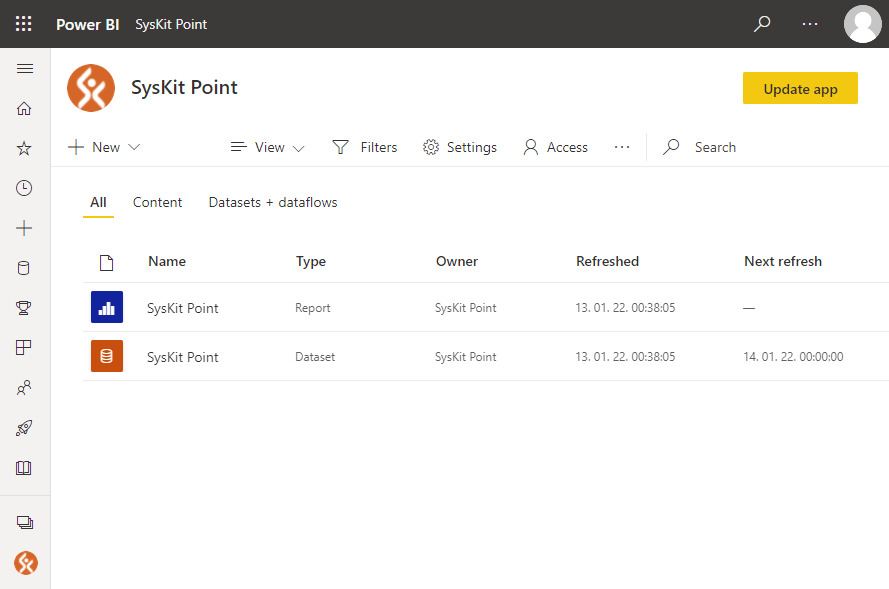 Power BI SysKit Point
SysKit Point
Update app
New View Filters Settings Access Search
All Content Datasets + dataflows
Name Type Owner Refreshed Next refresh
SysKit Point Report SysKit Point 13. 01. 22. 00:38:05 —
SysKit Point Dataset SysKit Point 13. 01. 22. 00:38:05 14. 01. 22. 00:00:00